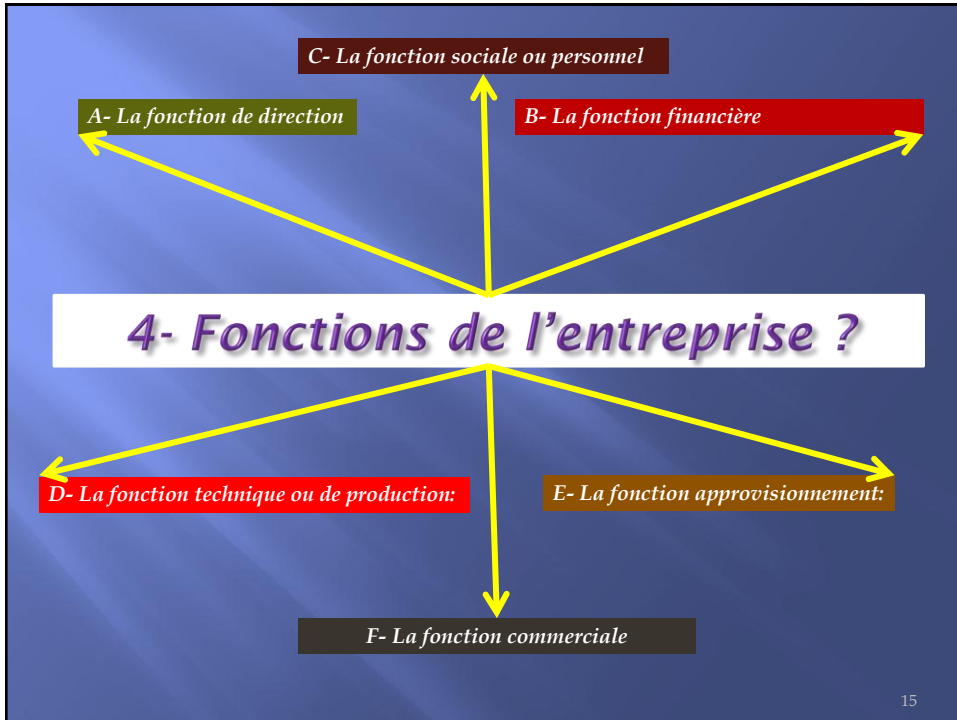 C- La fonction sociale ou personnel
A- La fonction de direction
B- La fonction financière
4- Fonctions de l’entreprise ?
D- La fonction technique ou de production:
E- La fonction approvisionnement:
F- La fonction commerciale
15